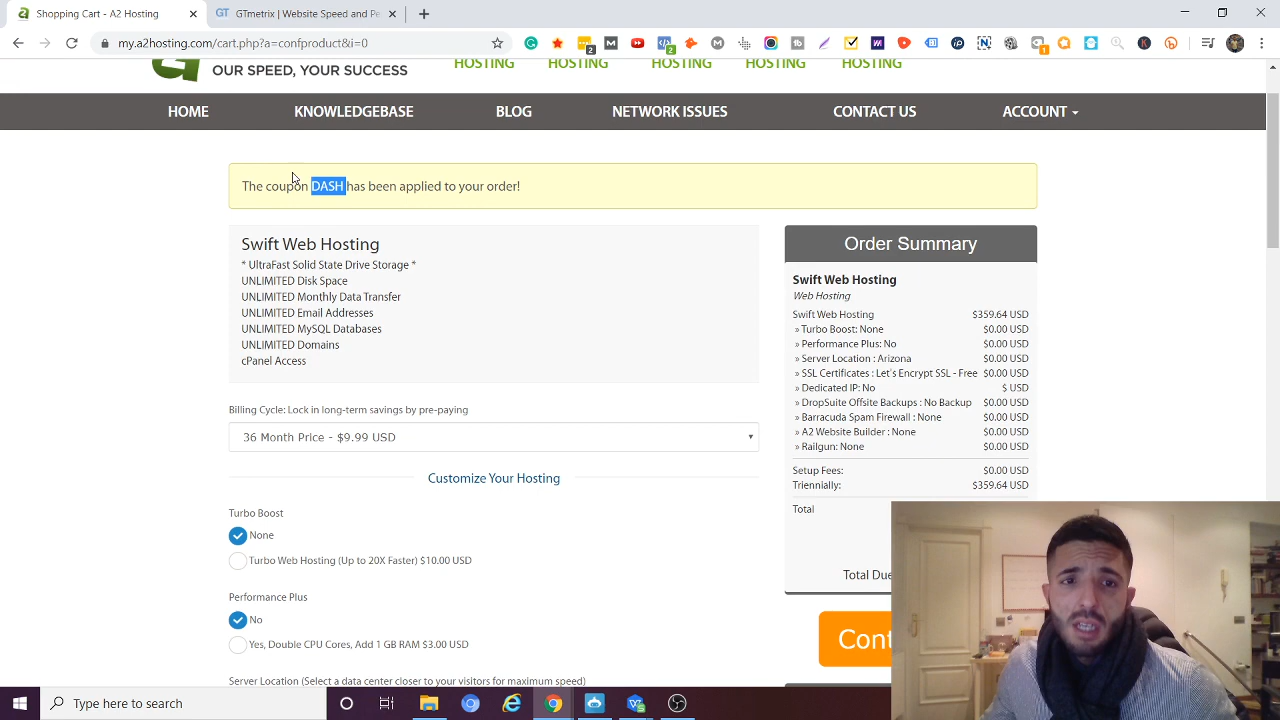 Shopping Cart - A2 Hosting
GTmetrix | Website Speed and Pe
my.a2hosting.com/cart.php?a=confproduct&i=0
OUR SPEED, YOUR SUCCESS
HOSTING HOSTING HOSTING HOSTING HOSTING
HOME KNOWLEDGEBASE BLOG NETWORK ISSUES CONTACT US ACCOUNT
The coupon DASH has been applied to your order!
Swift Web Hosting
* UltraFast Solid State Drive Storage *
UNLIMITED Disk Space
UNLIMITED Monthly Data Transfer
UNLIMITED Email Addresses
UNLIMITED MySQL Databases
UNLIMITED Domains
cPanel Access
Billing Cycle: Lock in long-term savings by pre-paying
36 Month Price - $9.99 USD
Customize Your Hosting
Turbo Boost
None
Turbo Web Hosting (Up to 20X Faster) $10.00 USD
Performance Plus
No
Yes, Double CPU Cores, Add 1 GB RAM $3.00 USD
Server Location (Select a data center closer to your visitors for maximum speed)
Order Summary
Swift Web Hosting
Web Hosting
Swift Web Hosting $359.64 USD
» Turbo Boost: None $0.00 USD
» Performance Plus: No $0.00 USD
» Server Location : Arizona $0.00 USD
» SSL Certificates : Let's Encrypt SSL - Free $0.00 USD
» Dedicated IP: No $ USD
» DropSuite Offsite Backups : No Backup $0.00 USD
» Barracuda Spam Firewall : None $0.00 USD
» A2 Website Builder : None $0.00 USD
» Railgun: None $0.00 USD
Setup Fees: $0.00 USD
Triennially: $359.64 USD
Total
Total Due
Cont
Type here to search